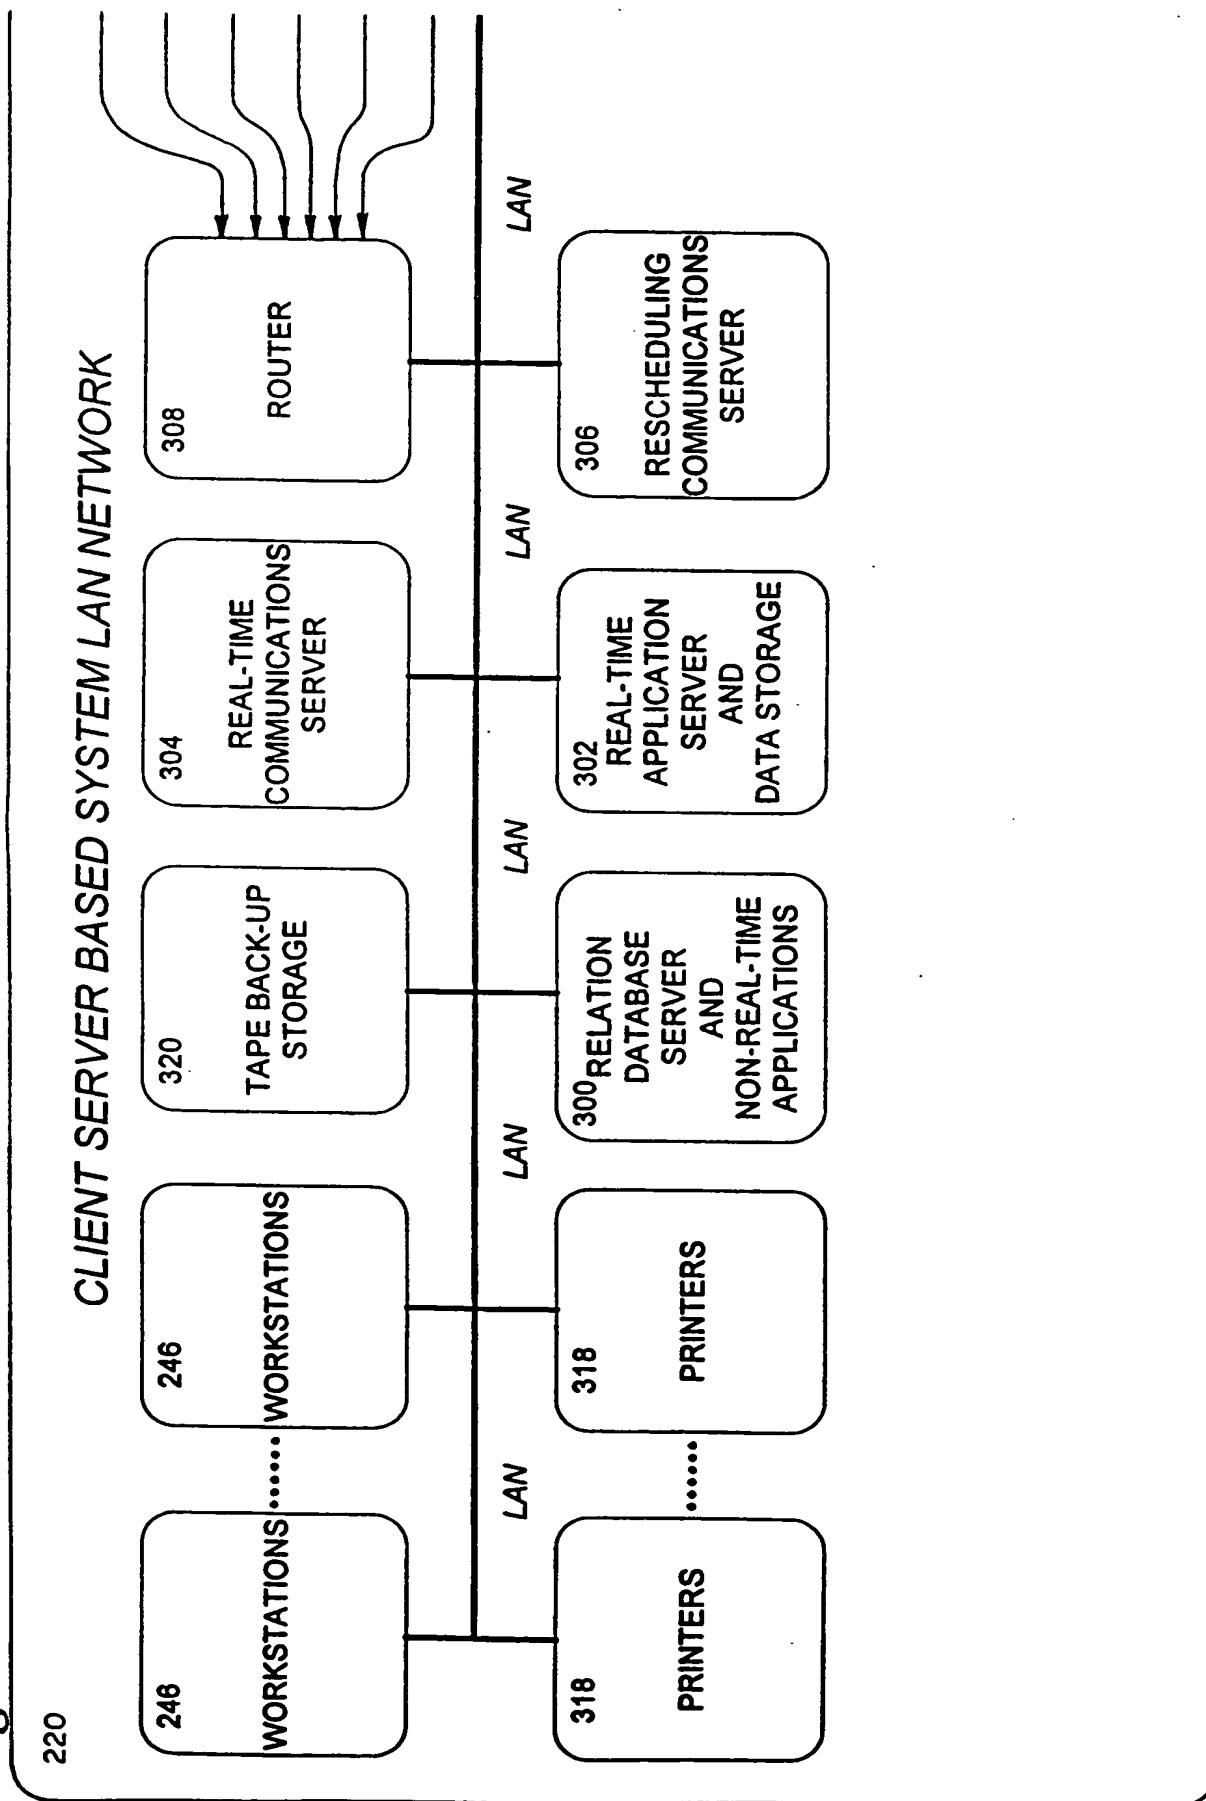 220
CLIENT SERVER BASED SYSTEM LAN NETWORK
246
WORKSTATIONS
......
246
WORKSTATIONS
320
TAPE BACK-UP
STORAGE
304
REAL-TIME
COMMUNICATIONS
SERVER
308
ROUTER
LAN
LAN
LAN
LAN
LAN
318
PRINTERS
......
318
PRINTERS
300 RELATION
DATABASE
SERVER
AND
NON-REAL-TIME
APPLICATIONS
302
REAL-TIME
APPLICATION
SERVER
AND
DATA STORAGE
306
RESCHEDULING
COMMUNICATIONS
SERVER